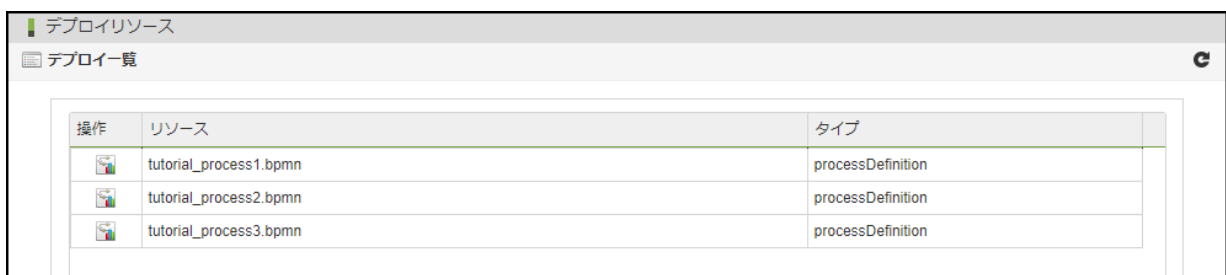 デプロイリソース
デプロイ一覧
操作 リソース タイプ
tutorial_process1.bpmn processDefinition
tutorial_process2.bpmn processDefinition
tutorial_process3.bpmn processDefinition